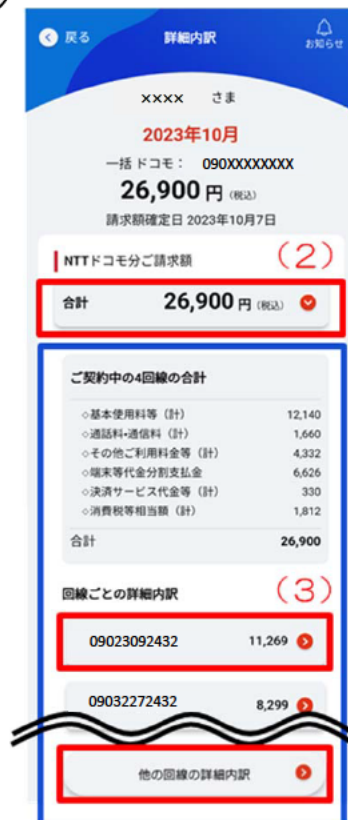 戻る 詳細内訳 お知らせ
×××× さま
2023年10月
一括ドコモ： 090XXXXXXXX
26,900 円 (税込)
請求額確定日 2023年10月7日
NTTドコモ分ご請求額 (2)
合計 26,900 円 (税込)
ご契約中の4回線の合計
◇基本使用料等（計） 12,140
◇通話料・通信料（計） 1,660
◇その他ご利用料金等（計） 4,332
◇端末等代金分割支払金 6,626
◇決済サービス代金等（計） 330
◇消費税等相当額（計） 1,812
合計 26,900
回線ごとの詳細内訳 (3)
09023092432 11,269
09032272432 8,299
他の回線の詳細内訳